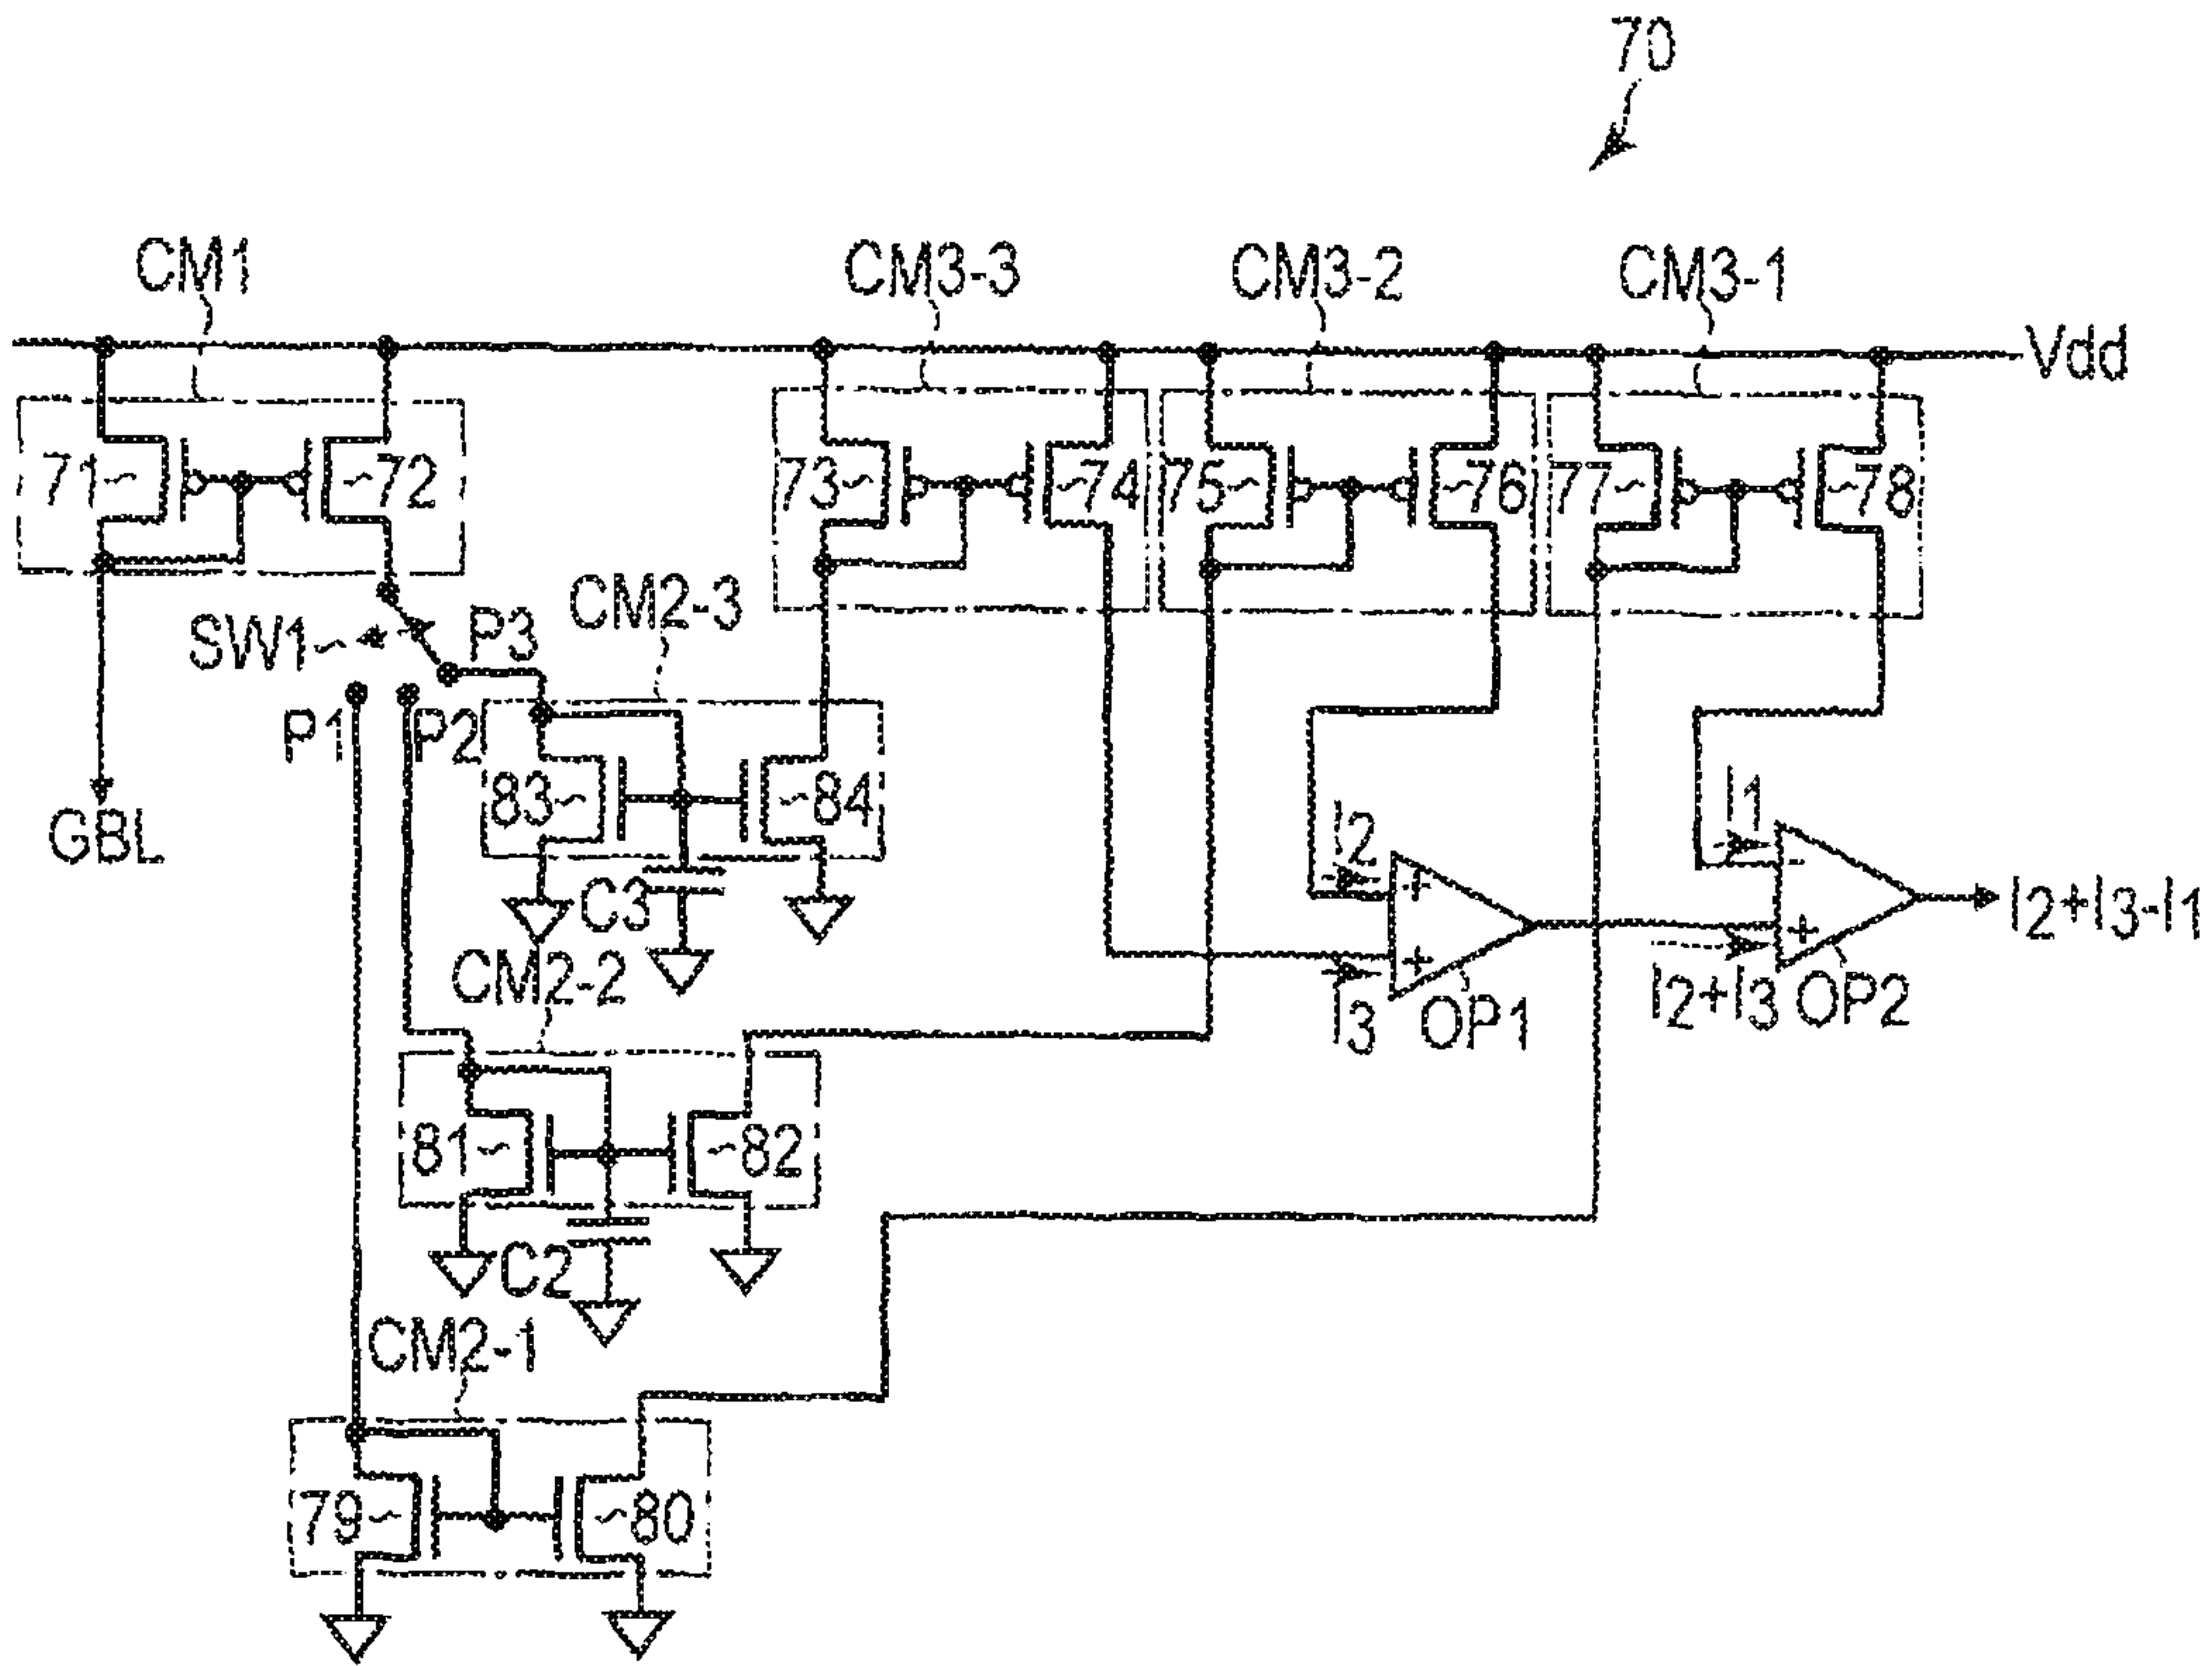 70
CM1
CM3-3
CM3-2
CM3-1
Vdd
71
72
73
74
75
76
77
78
CM2-3
SW1
P3
P1
P2
83
84
GBL
C3
I2
I1
+
-
I2+I3-I1
+
+
I3
OP1
I2+I3
OP2
CM2-2
81
82
C2
CM2-1
79
80